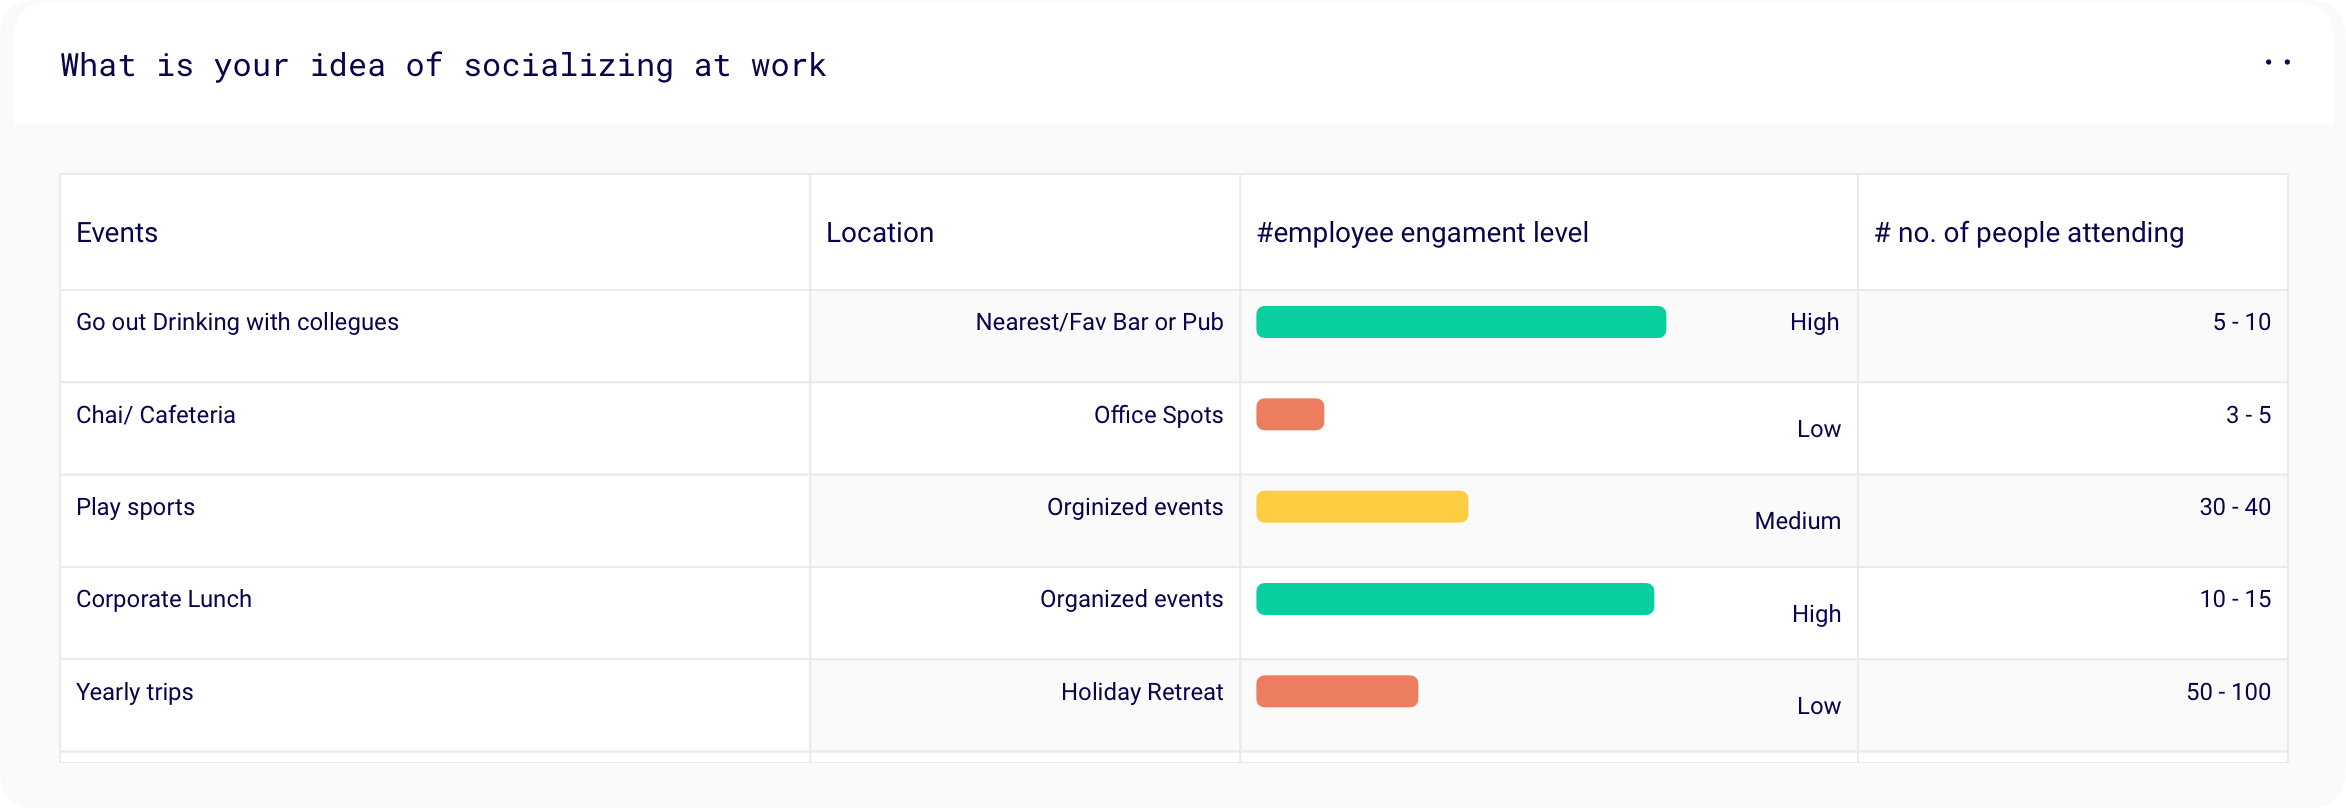 What is your idea of socializing at work
Events Location #employee engament level # no. of people attending
Go out Drinking with collegues Nearest/Fav Bar or Pub High 5 - 10
Chai/ Cafeteria Office Spots Low 3 - 5
Play sports Orginized events Medium 30 - 40
Corporate Lunch Organized events High 10 - 15
Yearly trips Holiday Retreat Low 50 - 100